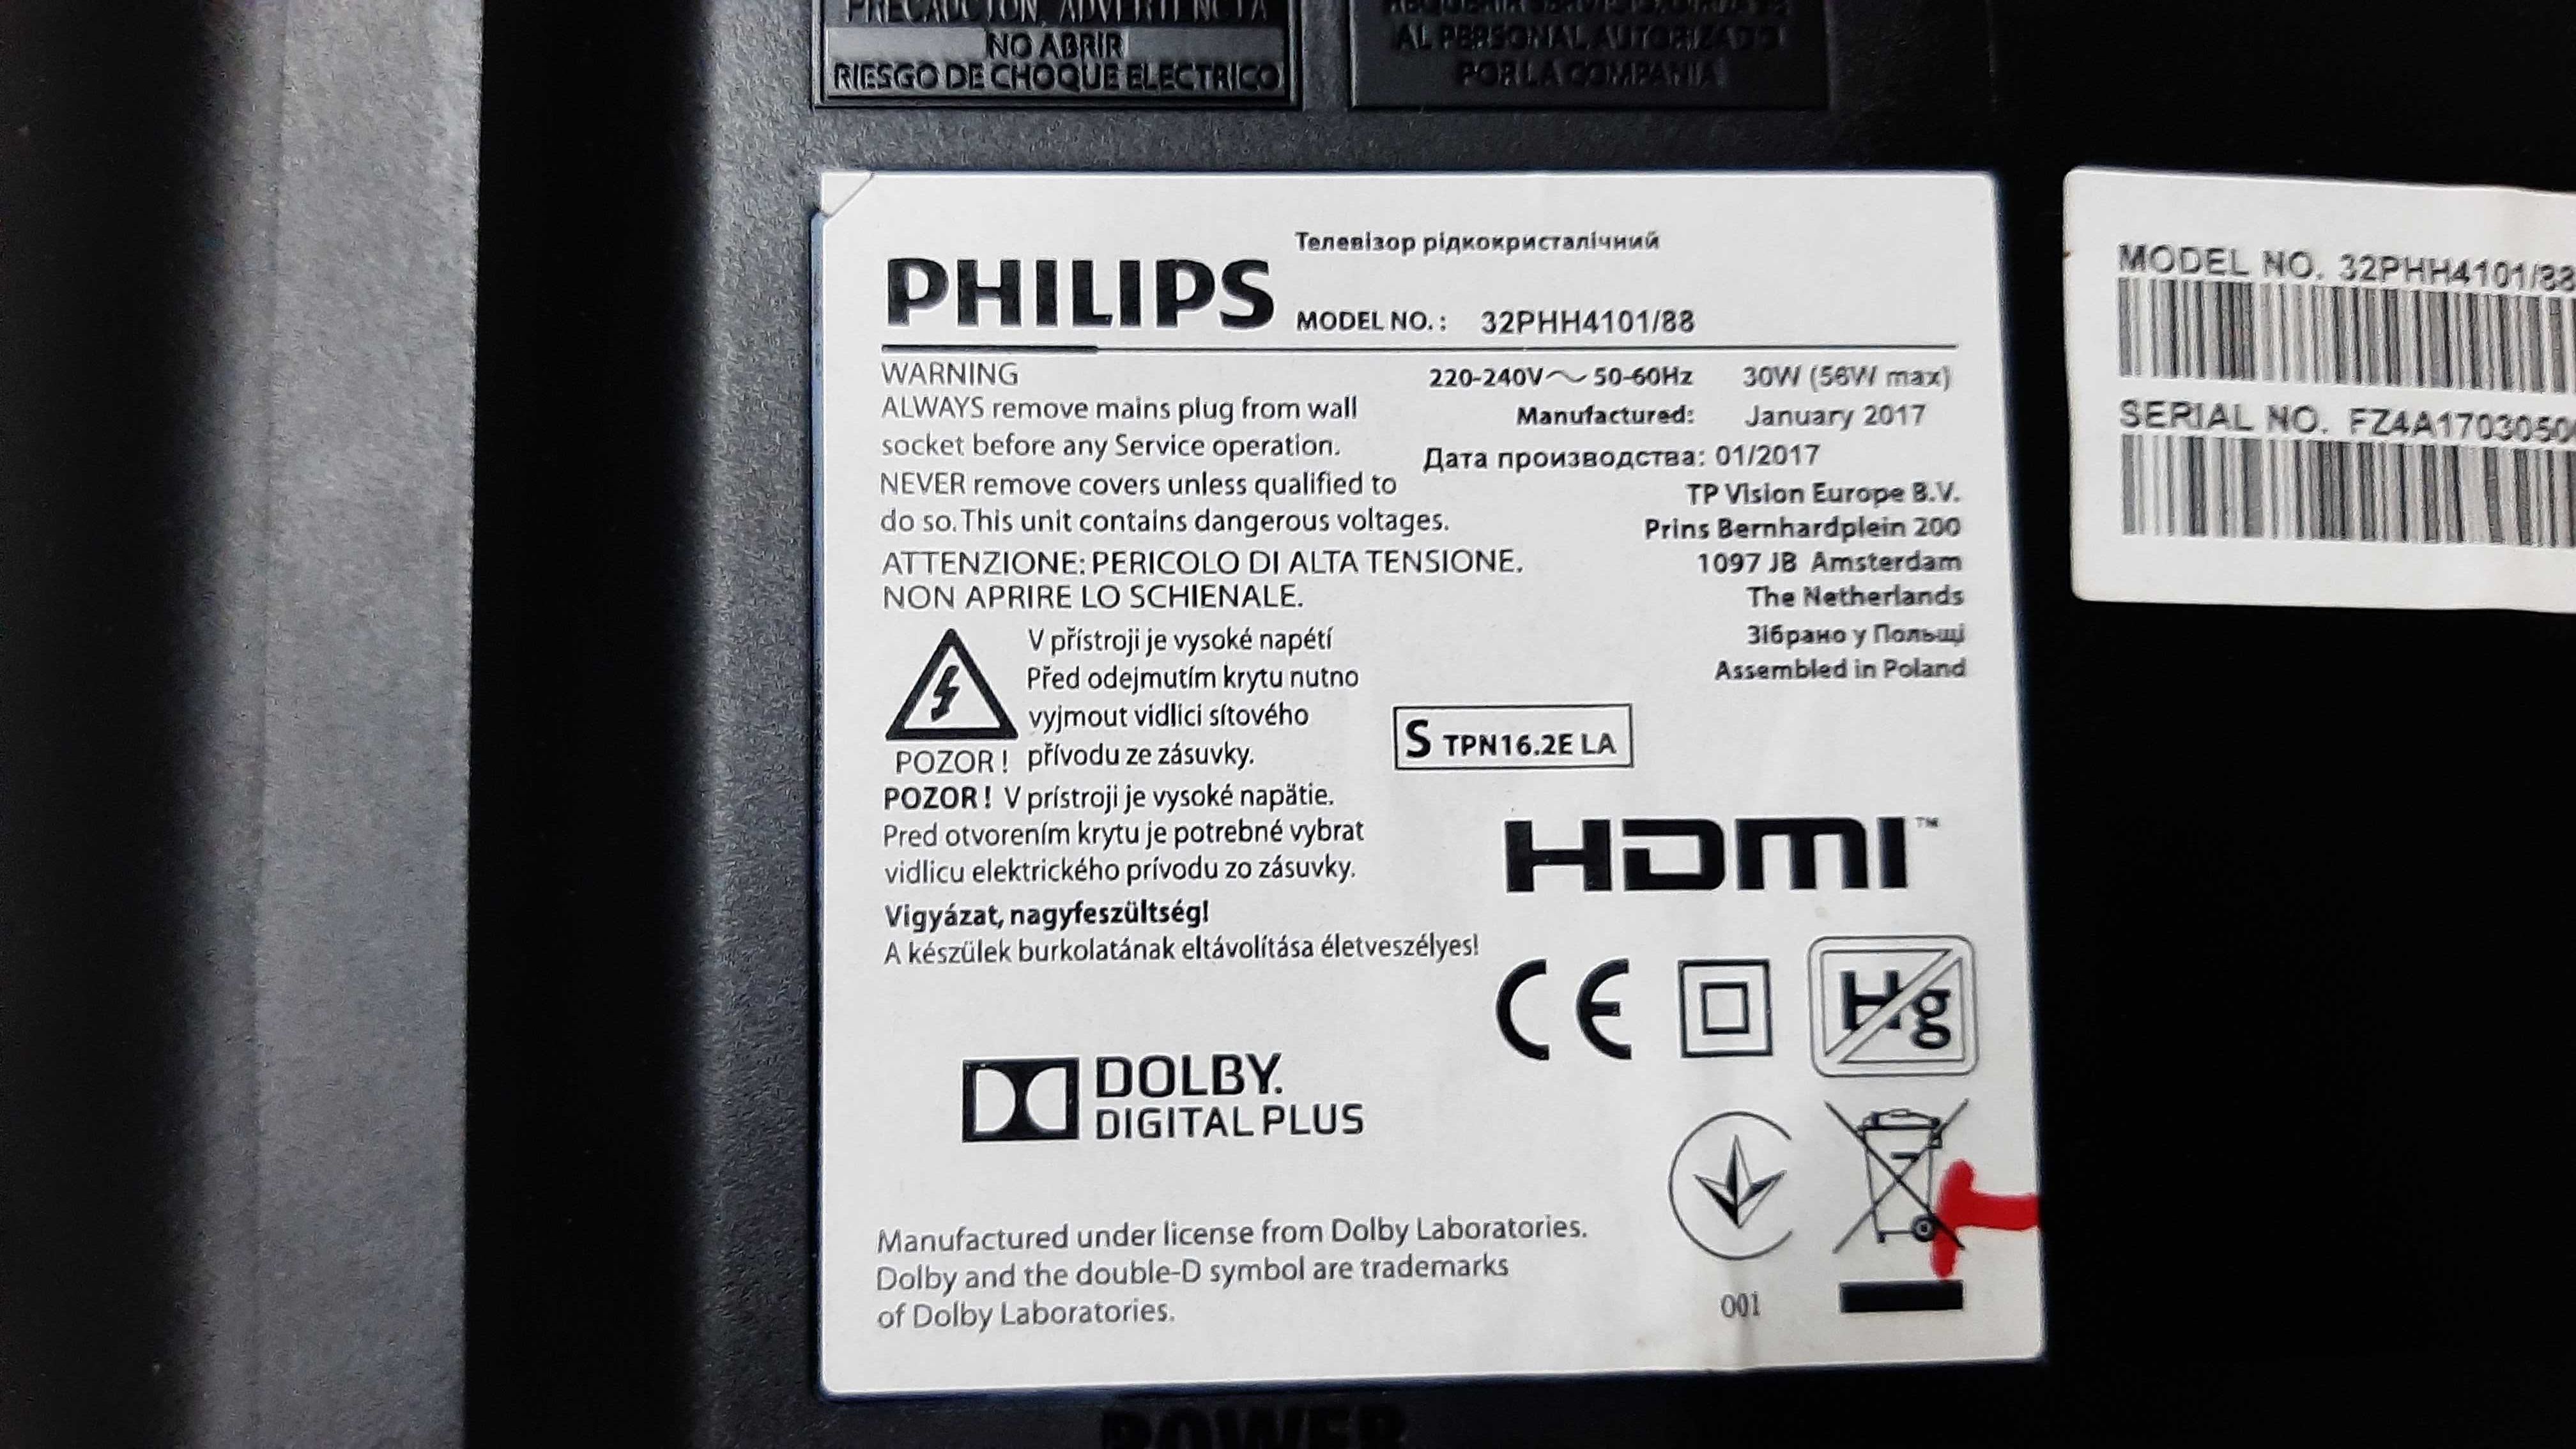 PRECAUCION, ADVERTENCIA
NO ABRIR
RIESGO DE CHOQUE ELECTRICO
AL PERSONAL AUTORIZADO
POR LA COMPANIA
Телевізор рідкокристалічний
PHILIPS
MODEL NO.: 32PHH4101/88
WARNING
ALWAYS remove mains plug from wall
socket before any Service operation.
NEVER remove covers unless qualified to
do so. This unit contains dangerous voltages.
ATTENZIONE: PERICOLO DI ALTA TENSIONE.
NON APRIRE LO SCHIENALE.
220-240V~ 50-60Hz 30W (56W max)
Manufactured: January 2017
Дата производства: 01/2017
TP Vision Europe B.V.
Prins Bernhardplein 200
1097 JB Amsterdam
The Netherlands
Зібрано у Польщі
Assembled in Poland
V přístroji je vysoké napétí
Před odejmutím krytu nutno
vyjmout vidlici sítového
POZOR! přívodu ze zásuvky.
POZOR! V prístroji je vysoké napätie.
Pred otvorením krytu je potrebné vybrat
vidlicu elektrického prívodu zo zásuvky.
Vigyázat, nagyfeszültség!
A készülek burkolatának eltávolítása életveszélyes!
S TPN16.2E LA
HDMI™
CE
Hg
DOLBY.
DIGITAL PLUS
Manufactured under license from Dolby Laboratories.
Dolby and the double-D symbol are trademarks
of Dolby Laboratories.
001
MODEL NO. 32PHH4101/88
SERIAL NO.
POWER